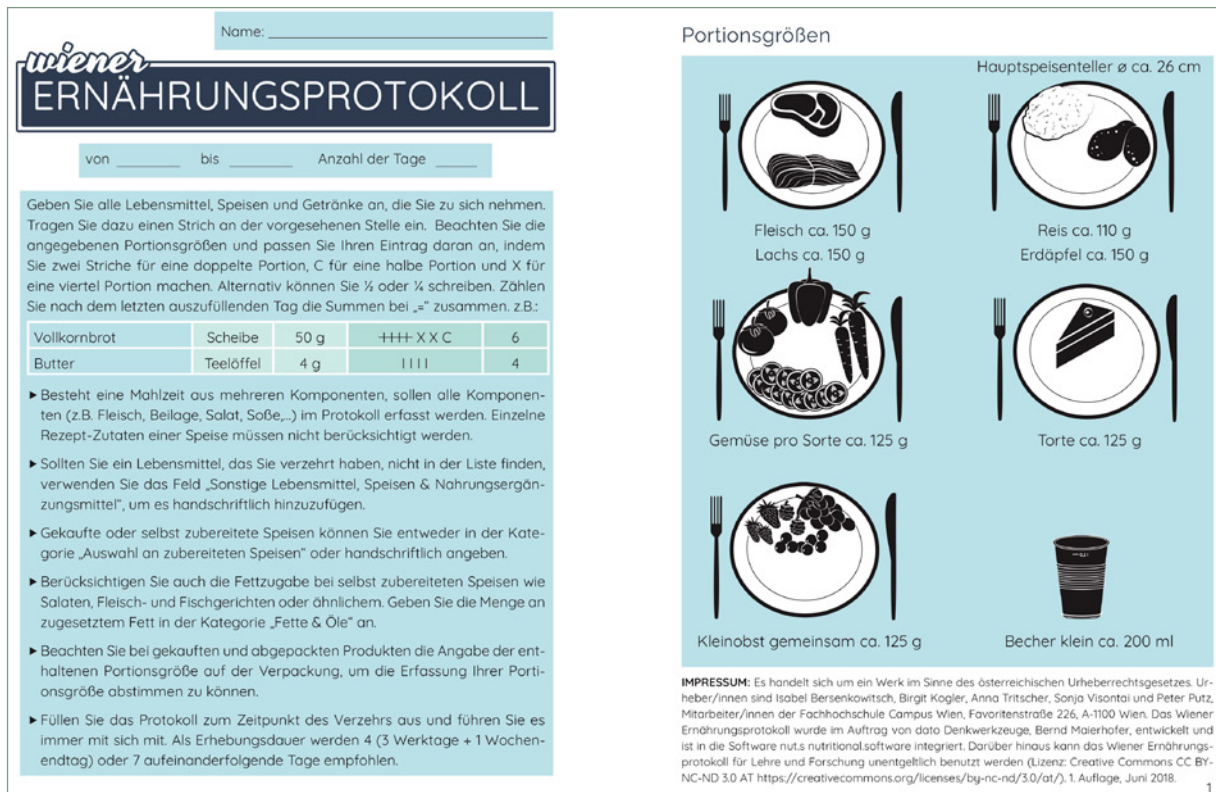 Name:
wiener
ERNÄHRUNGSPROTOKOLL
von bis Anzahl der Tage
Geben Sie alle Lebensmittel, Speisen und Getränke an, die Sie zu sich nehmen.
Tragen Sie dazu einen Strich an der vorgesehenen Stelle ein. Beachten Sie die
angegebenen Portionsgrößen und passen Sie Ihren Eintrag daran an, indem
Sie zwei Striche für eine doppelte Portion, C für eine halbe Portion und X für
eine viertel Portion machen. Alternativ können Sie ½ oder ¼ schreiben. Zählen
Sie nach dem letzten auszufüllenden Tag die Summen bei „=“ zusammen. z.B.:
Vollkornbrot Scheibe 50 g ++++ X X C 6
Butter Teelöffel 4 g I I I I 4
▸ Besteht eine Mahlzeit aus mehreren Komponenten, sollen alle Komponen-
ten (z.B. Fleisch, Beilage, Salat, Soße,..) im Protokoll erfasst werden. Einzelne
Rezept-Zutaten einer Speise müssen nicht berücksichtigt werden.
▸ Sollten Sie ein Lebensmittel, das Sie verzehrt haben, nicht in der Liste finden,
verwenden Sie das Feld „Sonstige Lebensmittel, Speisen & Nahrungsergän-
zungsmittel“, um es handschriftlich hinzuzufügen.
▸ Gekaufte oder selbst zubereitete Speisen können Sie entweder in der Kate-
gorie „Auswahl an zubereiteten Speisen“ oder handschriftlich angeben.
▸ Berücksichtigen Sie auch die Fettzugabe bei selbst zubereiteten Speisen wie
Salaten, Fleisch- und Fischgerichten oder ähnlichem. Geben Sie die Menge an
zugesetztem Fett in der Kategorie „Fette & Öle“ an.
▸ Beachten Sie bei gekauften und abgepackten Produkten die Angabe der ent-
haltenen Portionsgröße auf der Verpackung, um die Erfassung Ihrer Porti-
onsgröße abstimmen zu können.
▸ Füllen Sie das Protokoll zum Zeitpunkt des Verzehrs aus und führen Sie es
immer mit sich mit. Als Erhebungsdauer werden 4 (3 Werktage + 1 Wochen-
endtag) oder 7 aufeinanderfolgende Tage empfohlen.
Portionsgrößen
Hauptspeisenteller ø ca. 26 cm
Fleisch ca. 150 g
Lachs ca. 150 g
Reis ca. 110 g
Erdäpfel ca. 150 g
Gemüse pro Sorte ca. 125 g
Torte ca. 125 g
Kleinobst gemeinsam ca. 125 g
Becher klein ca. 200 ml
IMPRESSUM: Es handelt sich um ein Werk im Sinne des österreichischen Urheberrechtsgesetzes. Ur-
heber/innen sind Isabel Bersenkowitsch, Birgit Kogler, Anna Tritscher, Sonja Visontai und Peter Putz,
Mitarbeiter/innen der Fachhochschule Campus Wien, Favoritenstraße 226, A-1100 Wien. Das Wiener
Ernährungsprotokoll wurde im Auftrag von dato Denkwerkzeuge, Bernd Maierhofer, entwickelt und
ist in die Software nut.s nutritional.software integriert. Darüber hinaus kann das Wiener Ernährungs-
protokoll für Lehre und Forschung unentgeltlich benutzt werden (Lizenz: Creative Commons CC BY-
NC-ND 3.0 AT https://creativecommons.org/licenses/by-nc-nd/3.0/at/). 1. Auflage, Juni 2018.
1